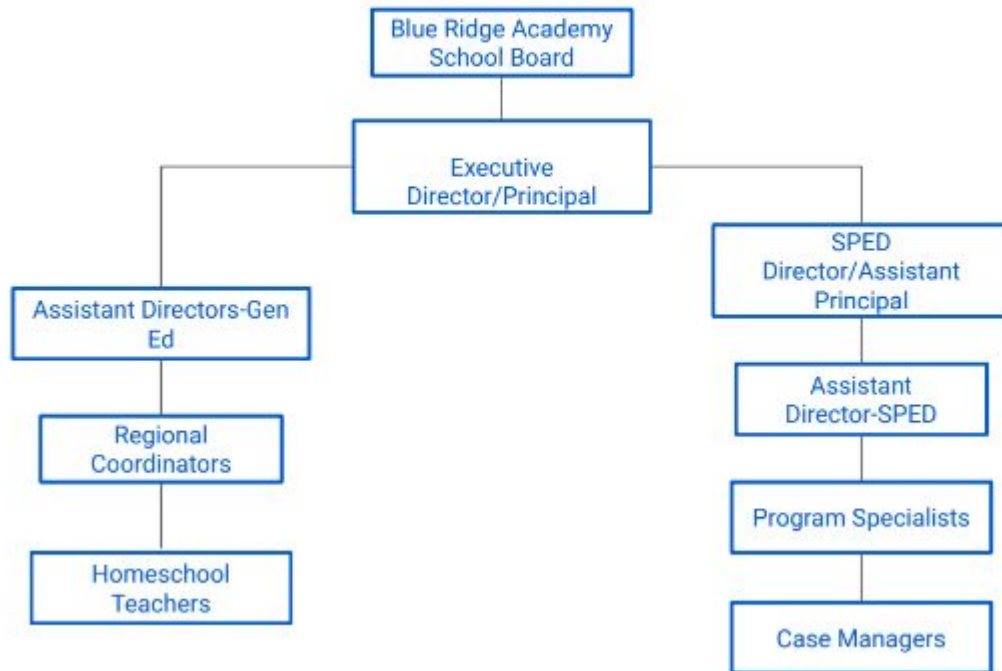 Blue Ridge Academy
School Board
Executive
Director/Principal
Assistant Directors-Gen
Ed
Regional
Coordinators
Homeschool
Teachers
SPED
Director/Assistant
Principal
Assistant
Director-SPED
Program Specialists
Case Managers